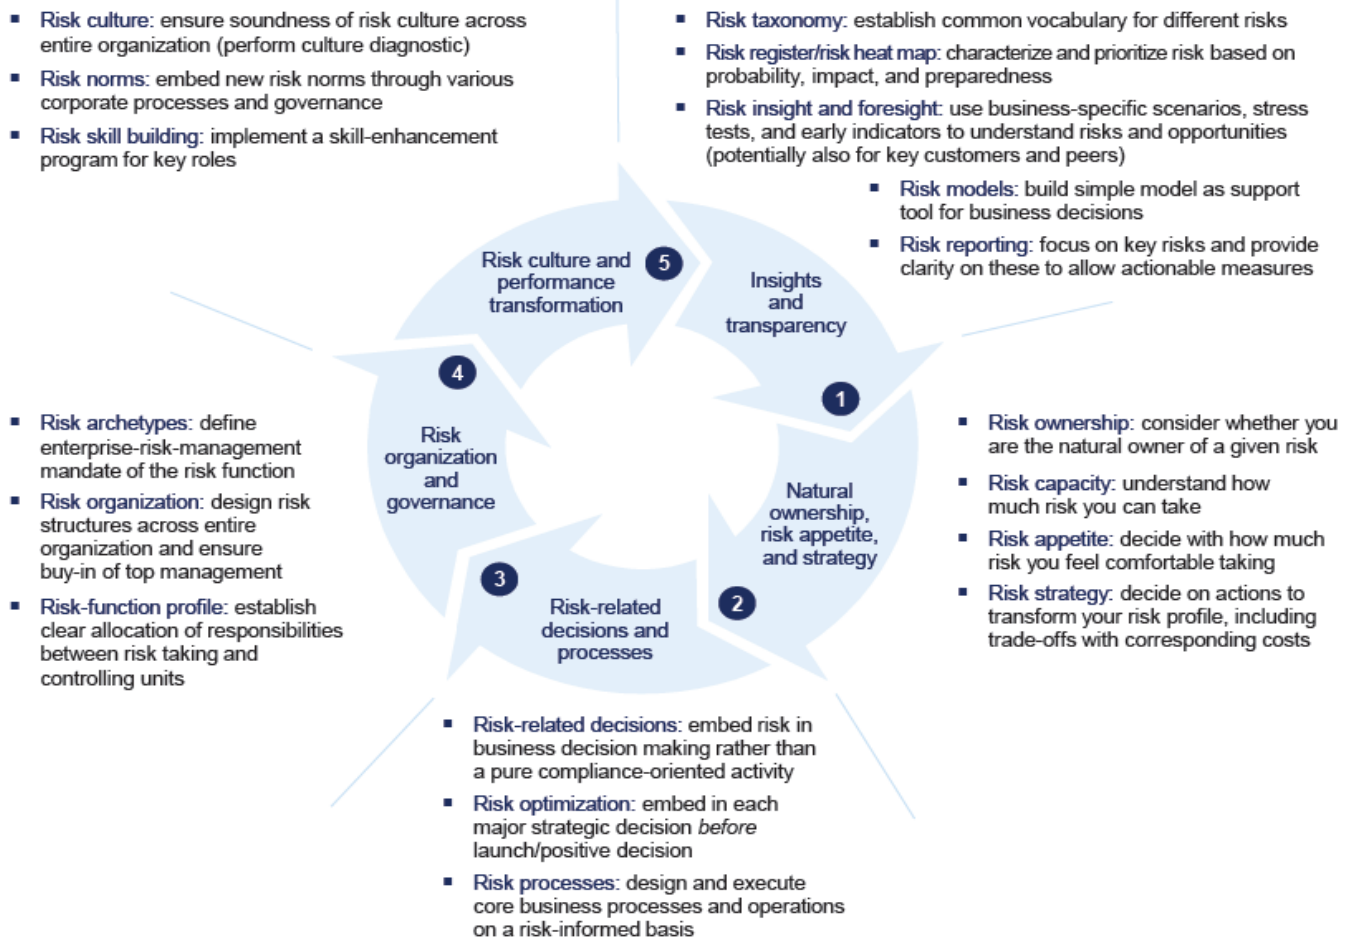 ▪ Risk culture: ensure soundness of risk culture across
entire organization (perform culture diagnostic)
▪ Risk norms: embed new risk norms through various
corporate processes and governance
▪ Risk skill building: implement a skill-enhancement
program for key roles
▪ Risk taxonomy: establish common vocabulary for different risks
▪ Risk register/risk heat map: characterize and prioritize risk based on
probability, impact, and preparedness
▪ Risk insight and foresight: use business-specific scenarios, stress
tests, and early indicators to understand risks and opportunities
(potentially also for key customers and peers)
▪ Risk models: build simple model as support
tool for business decisions
▪ Risk reporting: focus on key risks and provide
clarity on these to allow actionable measures
Risk culture and
performance
transformation
5
Insights
and
transparency
1
4
Risk
organization
and
governance
Natural
ownership,
risk appetite,
and strategy
2
3
Risk-related
decisions and
processes
▪ Risk archetypes: define
enterprise-risk-management
mandate of the risk function
▪ Risk organization: design risk
structures across entire
organization and ensure
buy-in of top management
▪ Risk-function profile: establish
clear allocation of responsibilities
between risk taking and
controlling units
▪ Risk ownership: consider whether you
are the natural owner of a given risk
▪ Risk capacity: understand how
much risk you can take
▪ Risk appetite: decide with how much
risk you feel comfortable taking
▪ Risk strategy: decide on actions to
transform your risk profile, including
trade-offs with corresponding costs
▪ Risk-related decisions: embed risk in
business decision making rather than
a pure compliance-oriented activity
▪ Risk optimization: embed in each
major strategic decision before
launch/positive decision
▪ Risk processes: design and execute
core business processes and operations
on a risk-informed basis